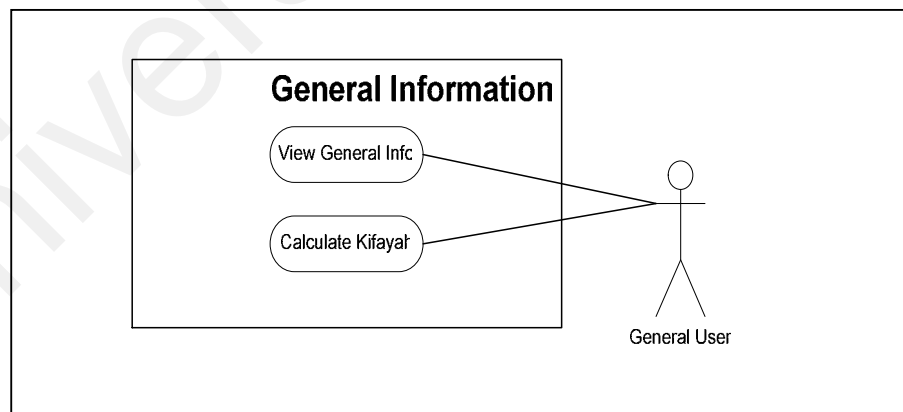 General Information
View General Info
Calculate Kifayah
General User